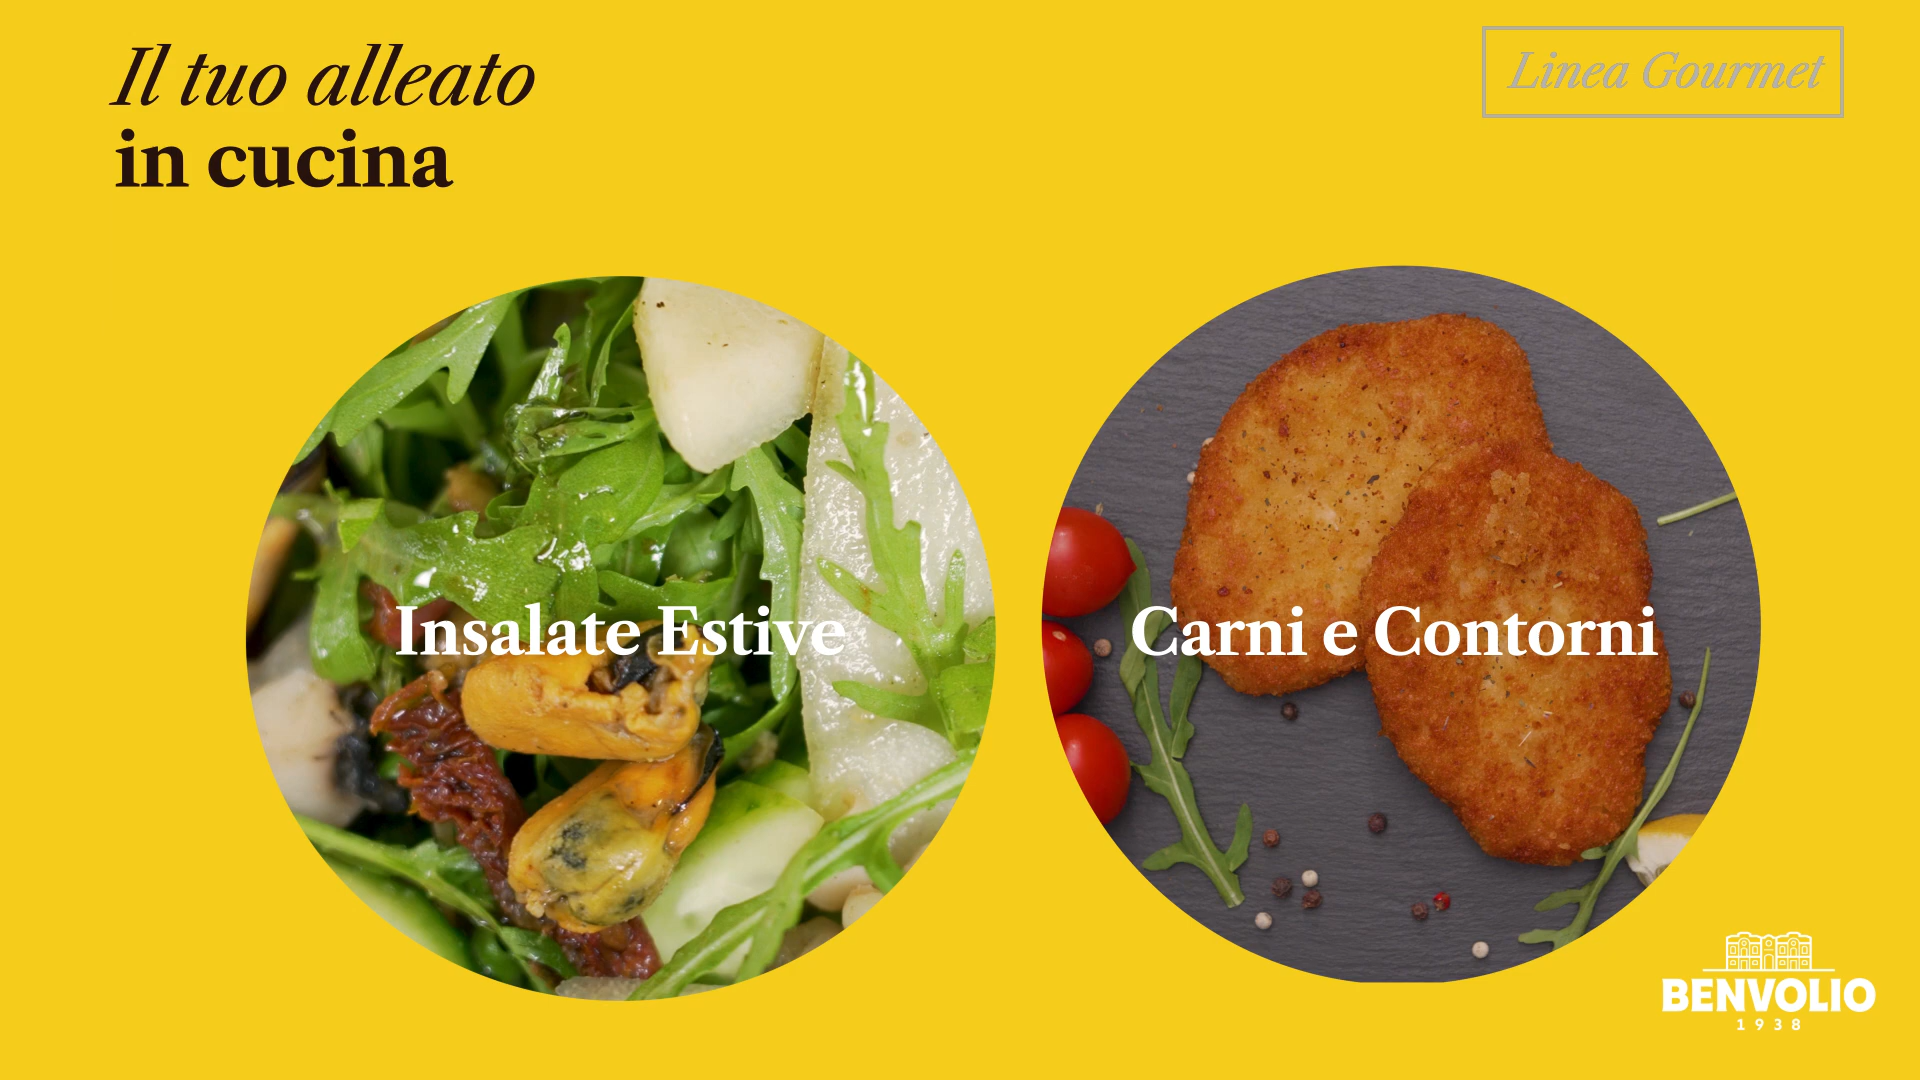 Il tuo alleato
in cucina
Linea Gourmet
Insalate Estive
Carni e Contorni
BENVOLIO
1938